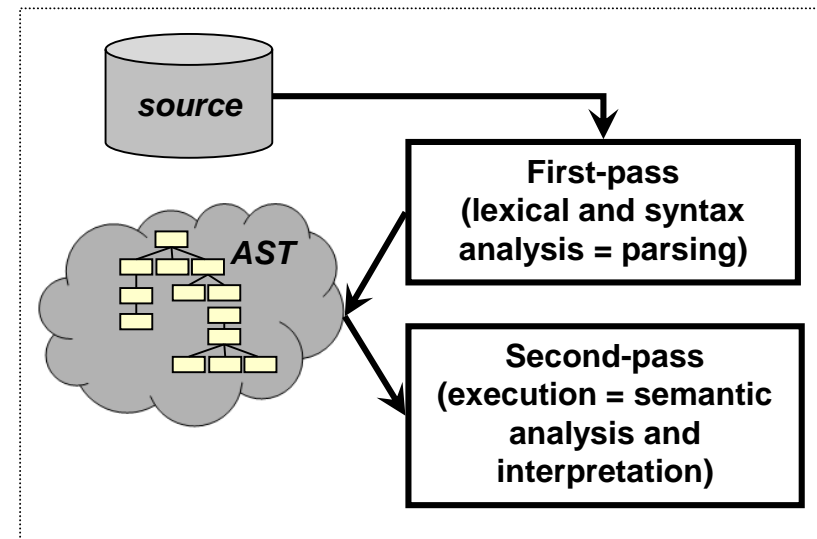 source
First-pass
(lexical and syntax
analysis = parsing)
AST
Second-pass
(execution = semantic
analysis and
interpretation)